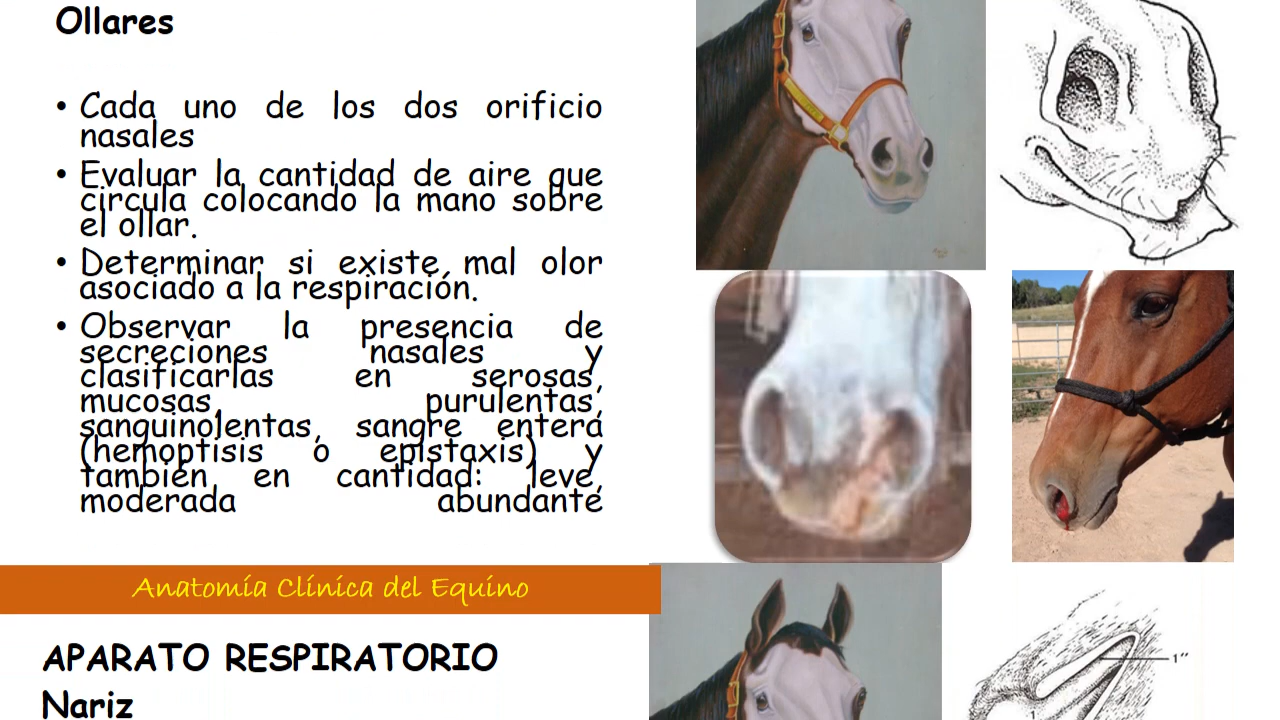 Ollares
• Cada uno de los dos orificio
nasales
• Evaluar la cantidad de aire que
circula colocando la mano sobre
el ollar.
• Determinar si existe mal olor
asociado a la respiración.
• Observar la presencia de
secreciones nasales y
clasificarlas en serosas,
mucosas, purulentas,
sanguinolentas, sangre entera
(hemoptisis o epistaxis) y
también en cantidad: leve,
moderada abundante
Anatomía Clínica del Equino
APARATO RESPIRATORIO
Nariz
1”
1